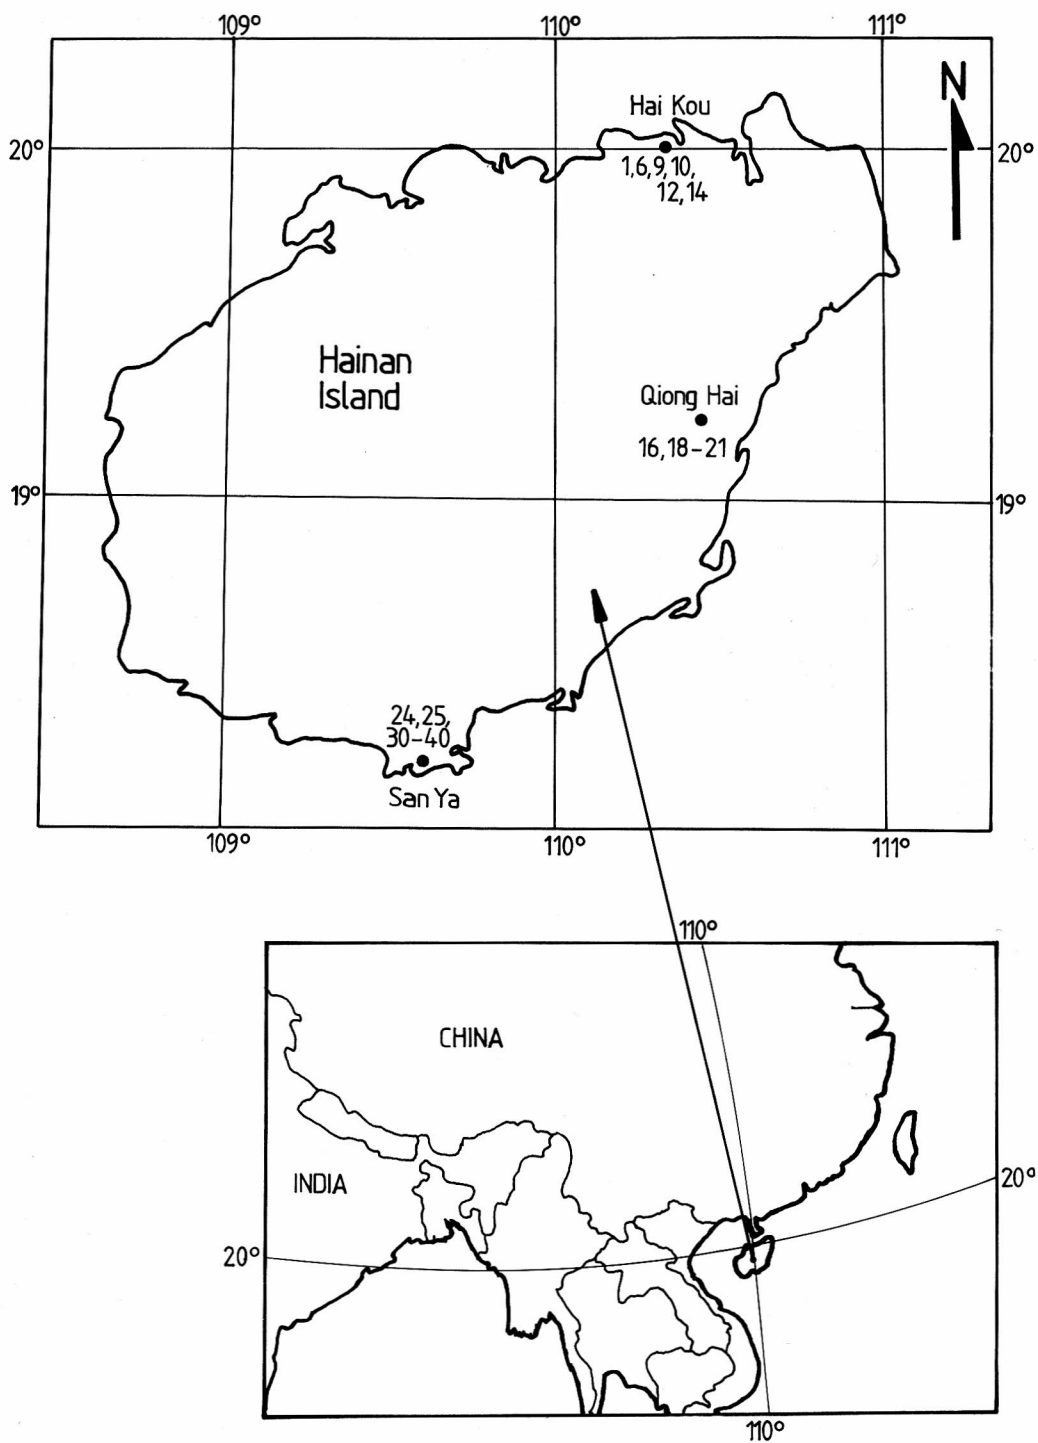 109°
110°
111°
N
Hai Kou
20°
20°
1,6,9,10,
12,14
Hainan
Island
Qiong Hai
16,18-21
19°
19°
24,25,
30-40
San Ya
109°
110°
111°
110°
CHINA
INDIA
20°
20°
110°